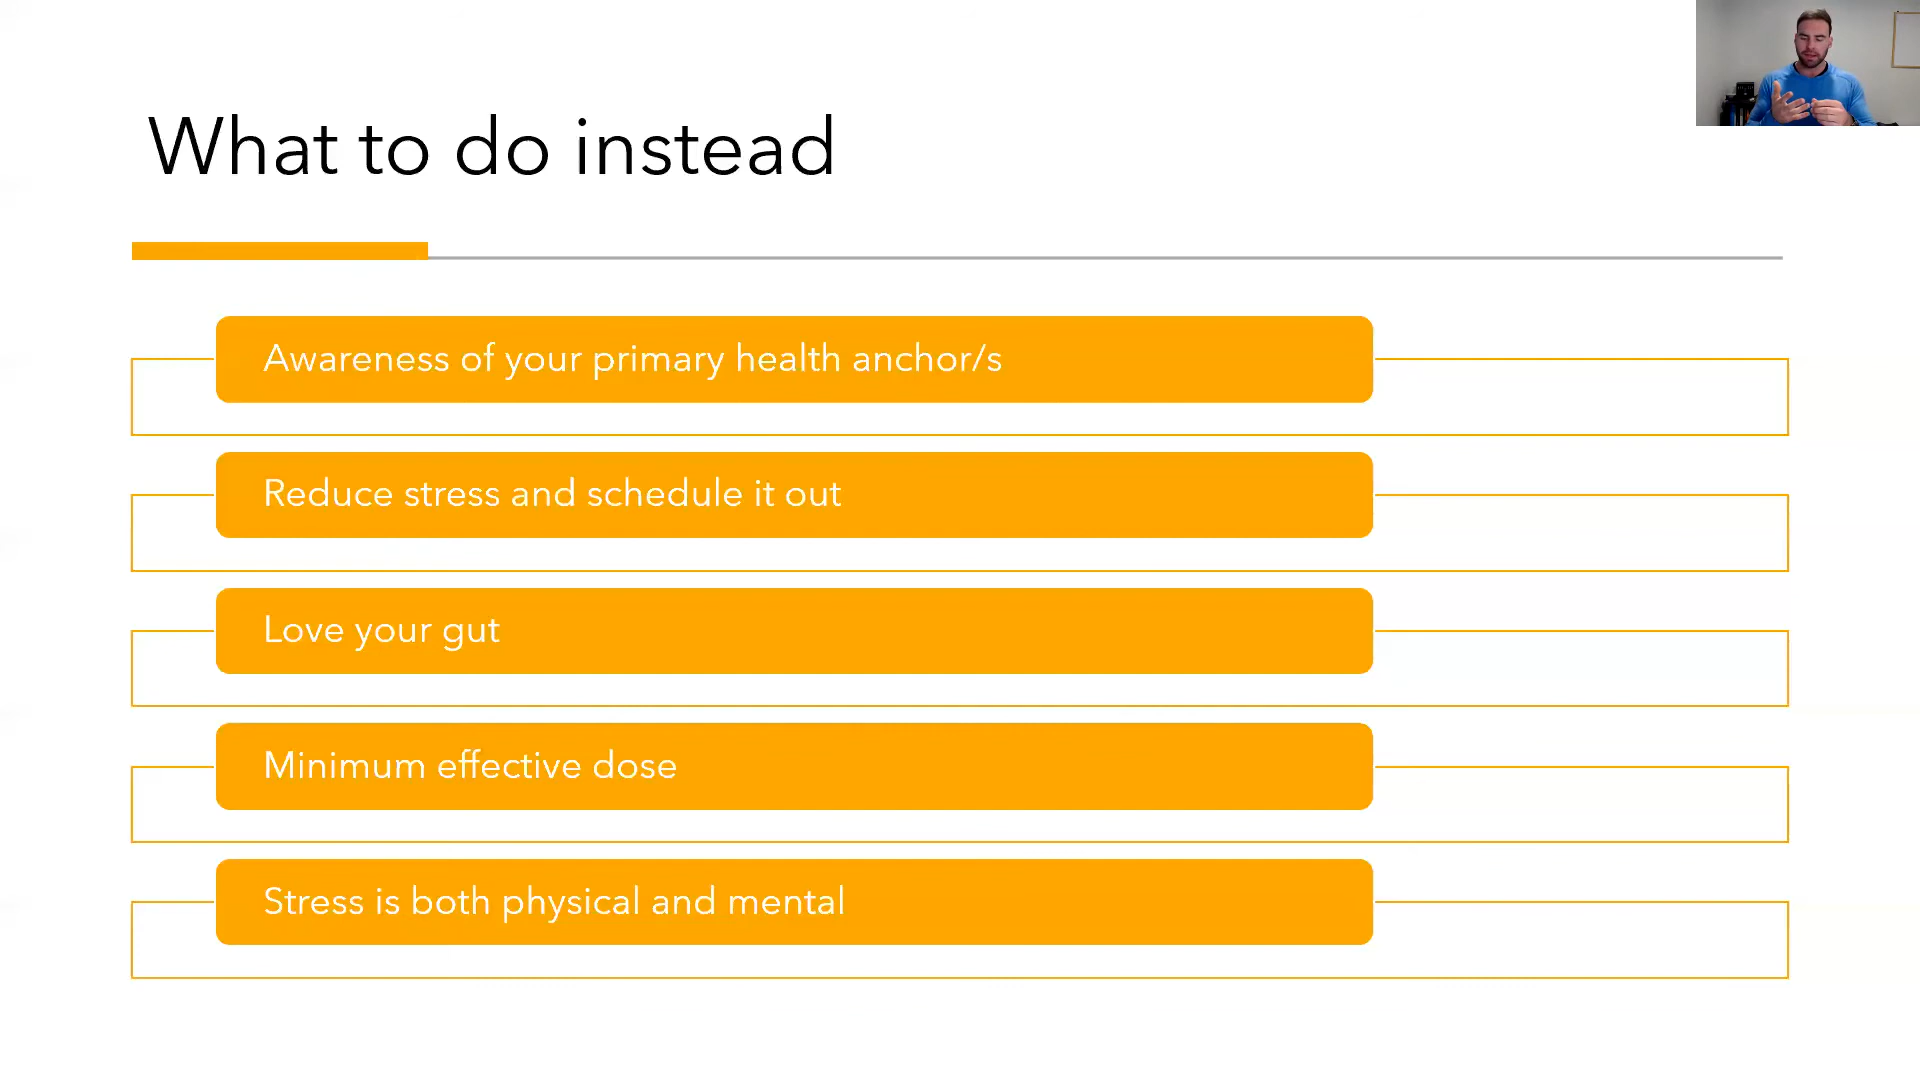 What to do instead
Awareness of your primary health anchor/s
Reduce stress and schedule it out
Love your gut
Minimum effective dose
Stress is both physical and mental